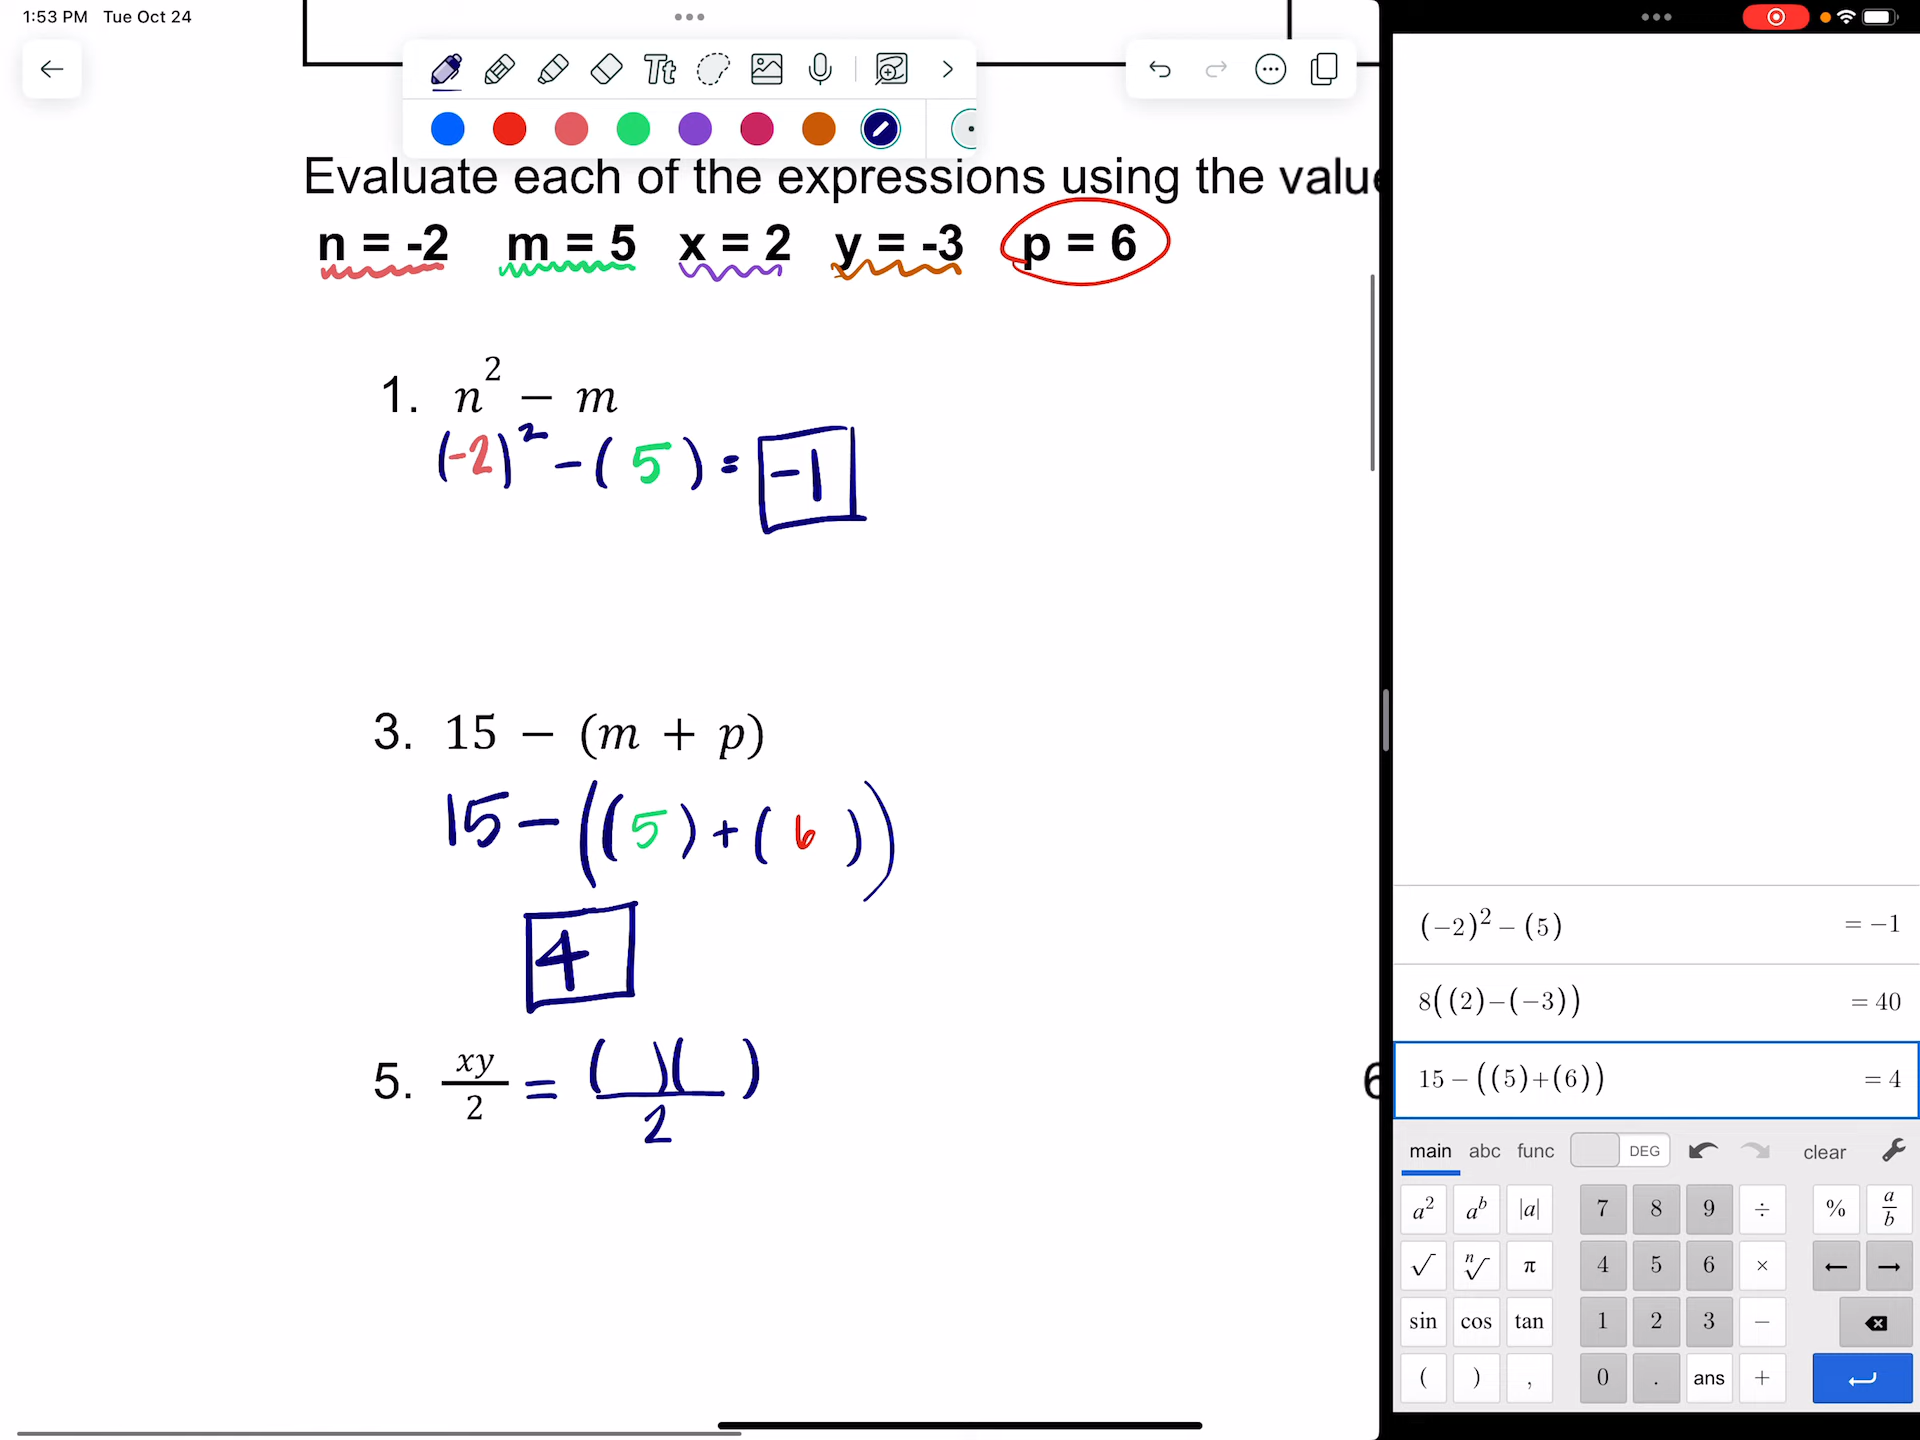 1:53 PM Tue Oct 24
Tt
Evaluate each of the expressions using the value
n = -2 m = 5 x = 2 y = -3 p = 6
1. n² − m
(-2)² - (5) = -1
3. 15 − (m + p)
15 - ((5) + (6))
4
5. xy/2 = ( )( )/2
6
(−2)² − (5) = −1
8((2)−(−3)) = 40
15 − ((5)+(6)) = 4
main abc func DEG clear
a² aᵇ |a| 7 8 9 ÷ % a/b
√ ⁿ√ π 4 5 6 × ← →
sin cos tan 1 2 3 −
( ) , 0 . ans +